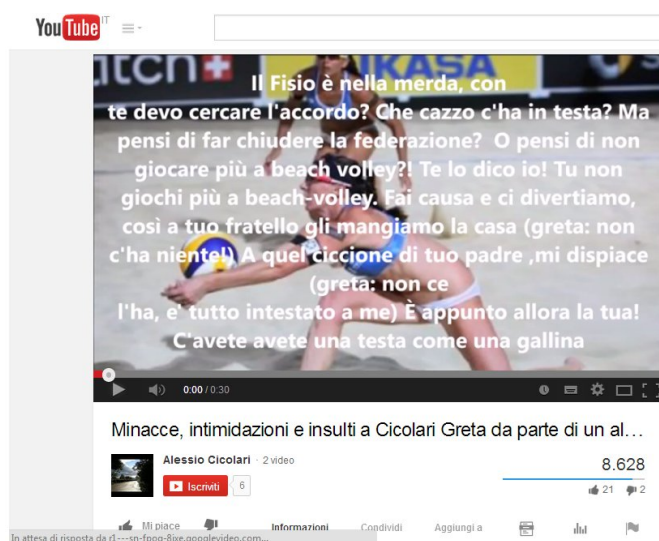 You Tube IT
atch
IKASA
Il Fisio è nella merda, con
te devo cercare l'accordo? Che cazzo c'ha in testa? Ma
pensi di far chiudere la federazione? O pensi di non
giocare più a beach volley?! Te lo dico io! Tu non
giochi più a beach-volley. Fai causa e ci divertiamo,
così a tuo fratello gli mangiamo la casa (greta: non
c'ha niente!) A quel ciccione di tuo padre ,mi dispiace
(greta: non ce
l'ha, e' tutto intestato a me) È appunto allora la tua!
C'avete avete una testa come una gallina
0:00 / 0:30
Minacce, intimidazioni e insulti a Cicolari Greta da parte di un al...
Alessio Cicolari · 2 video
8.628
Iscriviti 6
21 2
Mi piace Informazioni Condividi Aggiungi a
In attesa di risposta da r1---sn-fpog-8ixe.googlevideo.com...